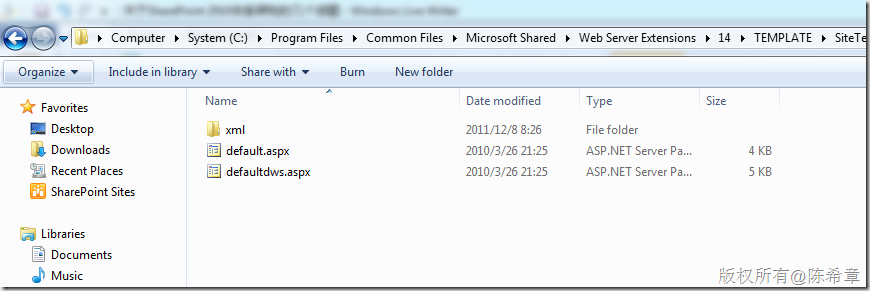 Computer ▸ System (C:) ▸ Program Files ▸ Common Files ▸ Microsoft Shared ▸ Web Server Extensions ▸ 14 ▸ TEMPLATE ▸ SiteTe
Organize Include in library Share with Burn New folder
Name Date modified Type Size
Favorites
Desktop
Downloads
Recent Places
SharePoint Sites
Libraries
Documents
Music
xml 2011/12/8 8:26 File folder
default.aspx 2010/3/26 21:25 ASP.NET Server Pa... 4 KB
defaultdws.aspx 2010/3/26 21:25 ASP.NET Server Pa... 5 KB
版权所有@陈希章